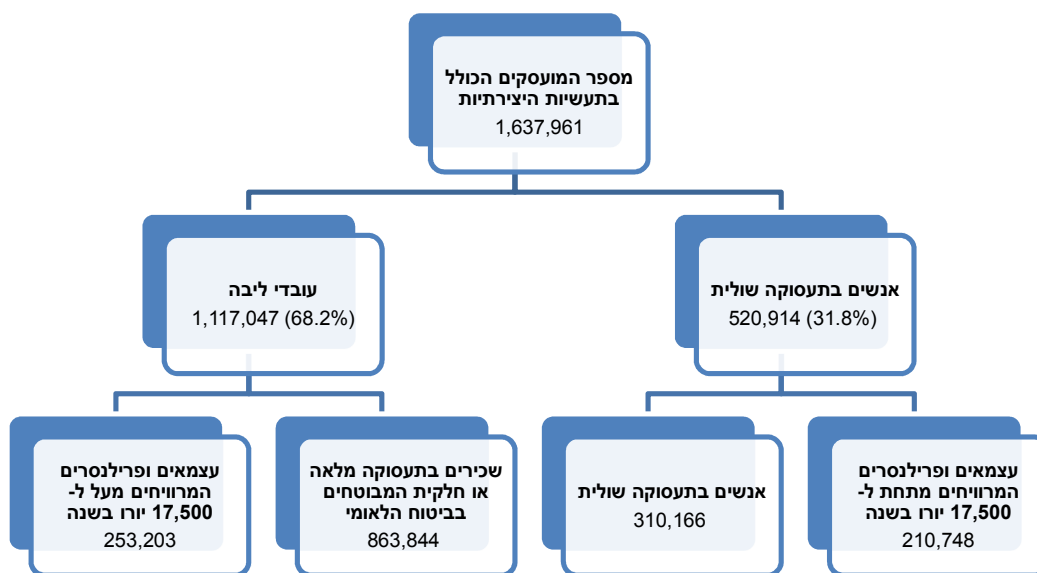 מספר המועסקים הכולל
בתעשיות היצירתיות
1,637,961
אנשים בתעסוקה שולית
520,914 (31.8%)
עובדי ליבה
1,117,047 (68.2%)
עצמאים ופרילנסרים
המרוויחים מתחת ל-
17,500 יורו בשנה
210,748
אנשים בתעסוקה שולית
310,166
שכירים בתעסוקה מלאה
או חלקית המבוטחים
בביטוח הלאומי
863,844
עצמאים ופרילנסרים
המרוויחים מעל ל-
17,500 יורו בשנה
253,203